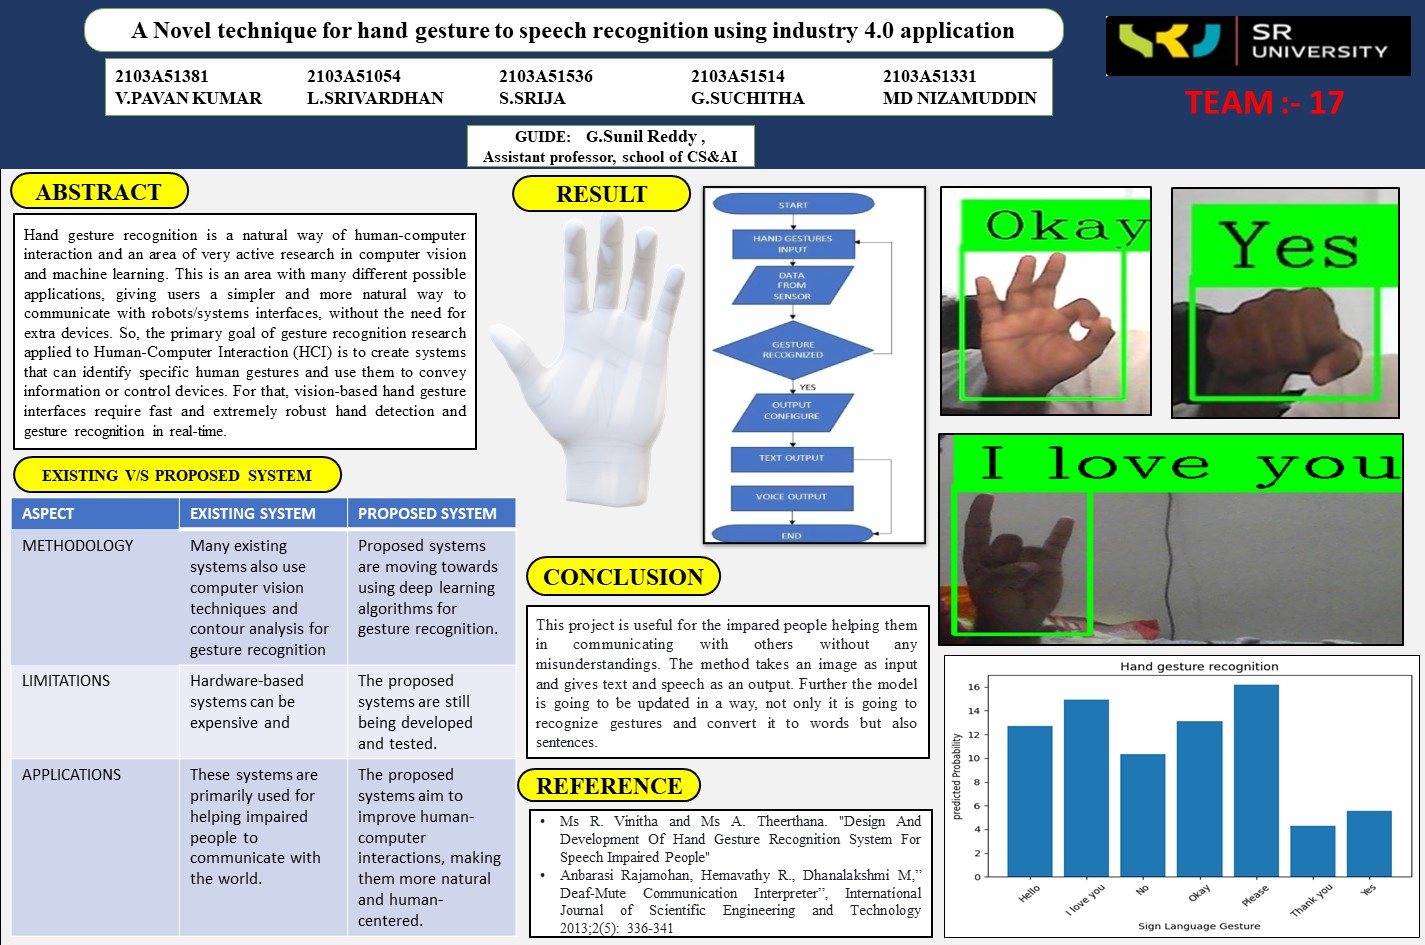 A Novel technique for hand gesture to speech recognition using industry 4.0 application
SR
UNIVERSITY
TEAM :- 17
2103A51381
V.PAVAN KUMAR
2103A51054
L.SRIVARDHAN
2103A51536
S.SRIJA
2103A51514
G.SUCHITHA
2103A51331
MD NIZAMUDDIN
GUIDE: G.Sunil Reddy ,
Assistant professor, school of CS&AI
ABSTRACT
Hand gesture recognition is a natural way of human-computer
interaction and an area of very active research in computer vision
and machine learning. This is an area with many different possible
applications, giving users a simpler and more natural way to
communicate with robots/systems interfaces, without the need for
extra devices. So, the primary goal of gesture recognition research
applied to Human-Computer Interaction (HCI) is to create systems
that can identify specific human gestures and use them to convey
information or control devices. For that, vision-based hand gesture
interfaces require fast and extremely robust hand detection and
gesture recognition in real-time.
EXISTING V/S PROPOSED SYSTEM
ASPECT
EXISTING SYSTEM
PROPOSED SYSTEM
METHODOLOGY
Many existing
systems also use
computer vision
techniques and
contour analysis for
gesture recognition
Proposed systems
are moving towards
using deep learning
algorithms for
gesture recognition.
LIMITATIONS
Hardware-based
systems can be
expensive and
The proposed
systems are still
being developed
and tested.
APPLICATIONS
These systems are
primarily used for
helping impaired
people to
communicate with
the world.
The proposed
systems aim to
improve human-
computer
interactions, making
them more natural
and human-
centered.
RESULT
START
HAND GESTURES
INPUT
DATA
FROM
SENSOR
GESTURE
RECOGNIZED
YES
OUTPUT
CONFIGURE
TEXT OUTPUT
VOICE OUTPUT
END
Okay
Yes
I love you
CONCLUSION
This project is useful for the impared people helping them
in communicating with others without any
misunderstandings. The method takes an image as input
and gives text and speech as an output. Further the model
is going to be updated in a way, not only it is going to
recognize gestures and convert it to words but also
sentences.
REFERENCE
• Ms R. Vinitha and Ms A. Theerthana. "Design And
Development Of Hand Gesture Recognition System For
Speech Impaired People"
• Anbarasi Rajamohan, Hemavathy R., Dhanalakshmi M,”
Deaf-Mute Communication Interpreter”, International
Journal of Scientific Engineering and Technology
2013;2(5): 336-341
Hand gesture recognition
predicted Probability
16
14
12
10
8
6
4
2
0
Hello
I love you
No
Okay
Please
Thank you
Yes
Sign Language Gesture